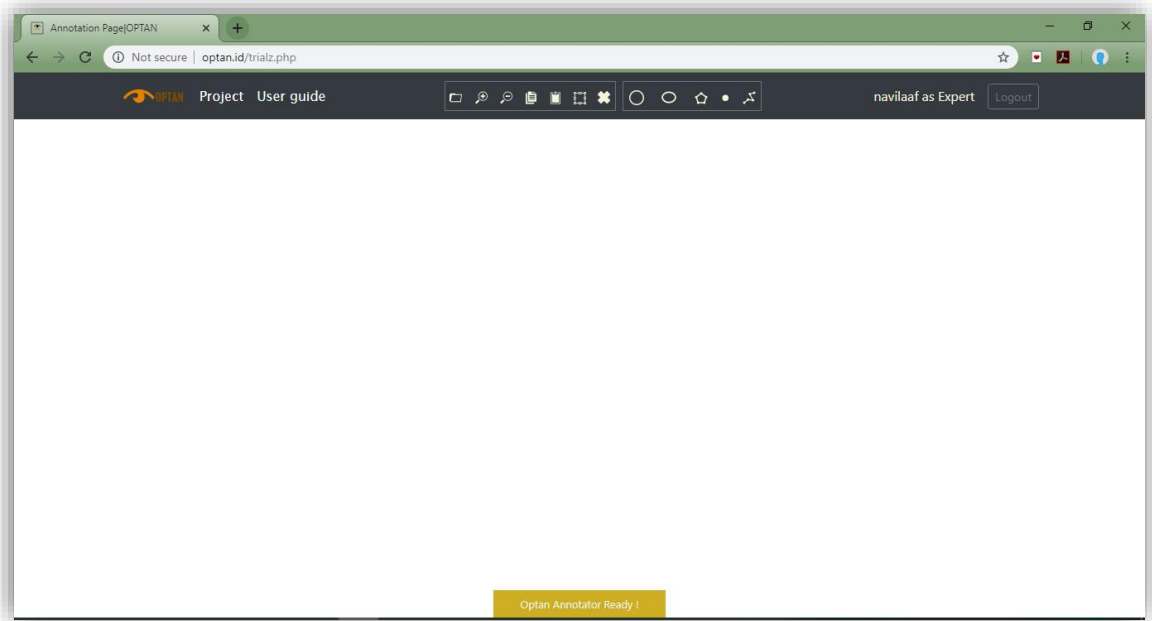 Annotation Page|OPTAN
Not secure | optan.id/trialz.php
OPTAN Project User guide navilaaf as Expert Logout
Optan Annotator Ready !